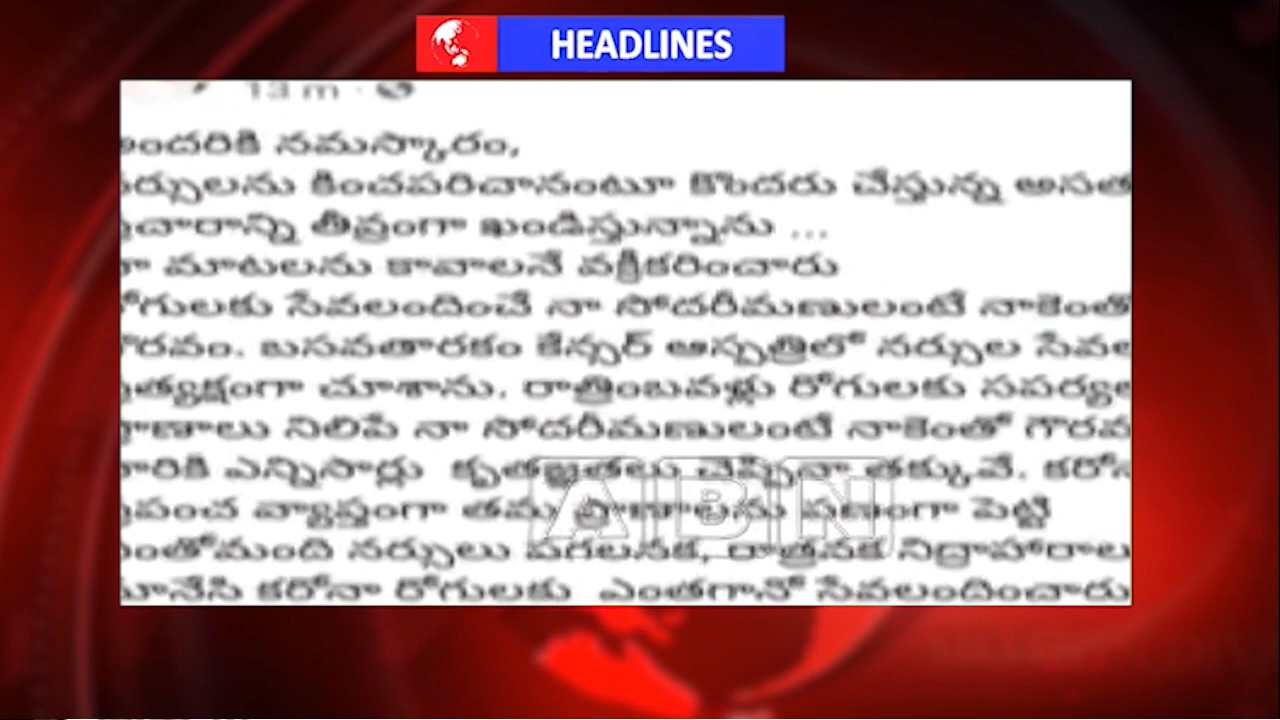 HEADLINES
13 m ·
అందరికి నమస్కారం,
ర్సులను కించపరిచానంటూ కొందరు చేస్తున్న అసత
చారాన్ని తీవ్రంగా ఖండిస్తున్నాను ...
నా మాటలను కావాలనే వక్రీకరించారు
రోగులకు సేవలందించే నా సోదరీమణులంటే నాకెంతో
గౌరవం. బసవతారకం కేన్సర్ ఆస్పత్రిలో నర్సుల సేవల
ప్రత్యక్షంగా చూశాను. రాత్రింబవళ్లు రోగులకు సపర్యల
ప్రాణాలు నిలిపే నా సోదరీమణులంటే నాకెంతో గౌరవ
వారికి ఎన్నిసార్లు కృతజ్ఞతలు చెప్పినా తక్కువే. కరోన
ప్రపంచ వ్యాప్తంగా తమ ప్రాణాలను పణంగా పెట్టి
ఎంతోమంది నర్సులు పగలనక, రాత్రనక నిద్రాహారాల
మానేసి కరోనా రోగులకు ఎంతగానో సేవలందించారు
ABN